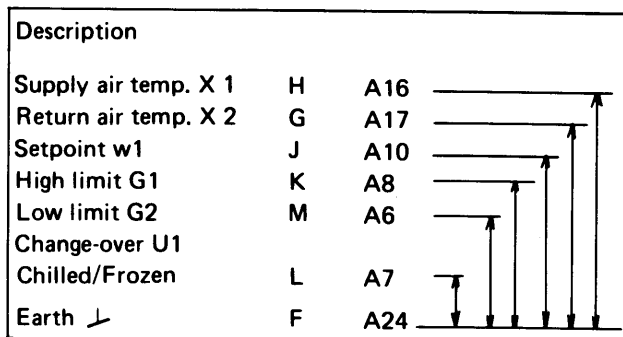 Description
Supply air temp. X 1 H A16
Return air temp. X 2 G A17
Setpoint w1 J A10
High limit G1 K A8
Low limit G2 M A6
Change-over U1
Chilled/Frozen L A7
Earth ⊥ F A24